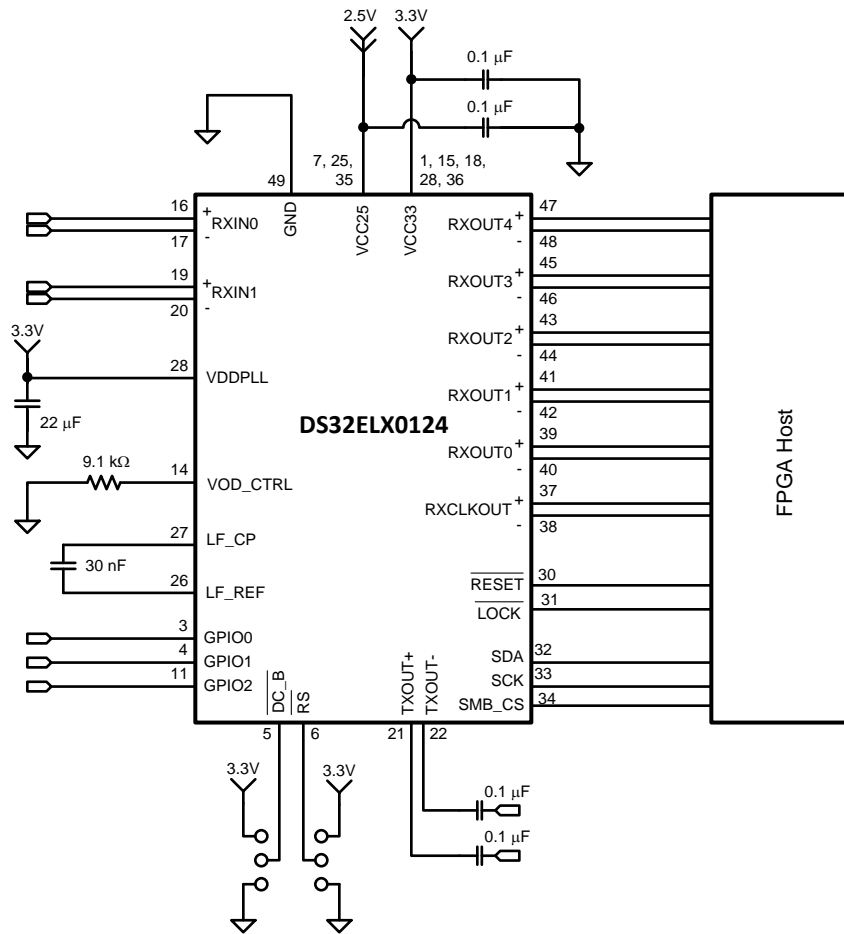 2.5V
3.3V
0.1 μF
0.1 μF
7, 25,
35
1, 15, 18,
28, 36
49
GND
VCC25
VCC33
16
+
RXIN0
-
17
19
+
RXIN1
-
20
3.3V
28
VDDPLL
22 μF
9.1 kΩ
14
VOD_CTRL
27
LF_CP
30 nF
26
LF_REF
3
GPIO0
4
GPIO1
11
GPIO2
DS32ELX0124
47
RXOUT4
+
-
48
45
RXOUT3
+
-
46
43
RXOUT2
+
-
44
41
RXOUT1
+
-
42
39
RXOUT0
+
-
40
37
RXCLKOUT
+
-
38
RESET
30
LOCK
31
SDA
32
SCK
33
SMB_CS
34
FPGA Host
DC_B
RS
TXOUT+
TXOUT-
5
6
21
22
3.3V
3.3V
0.1 μF
0.1 μF